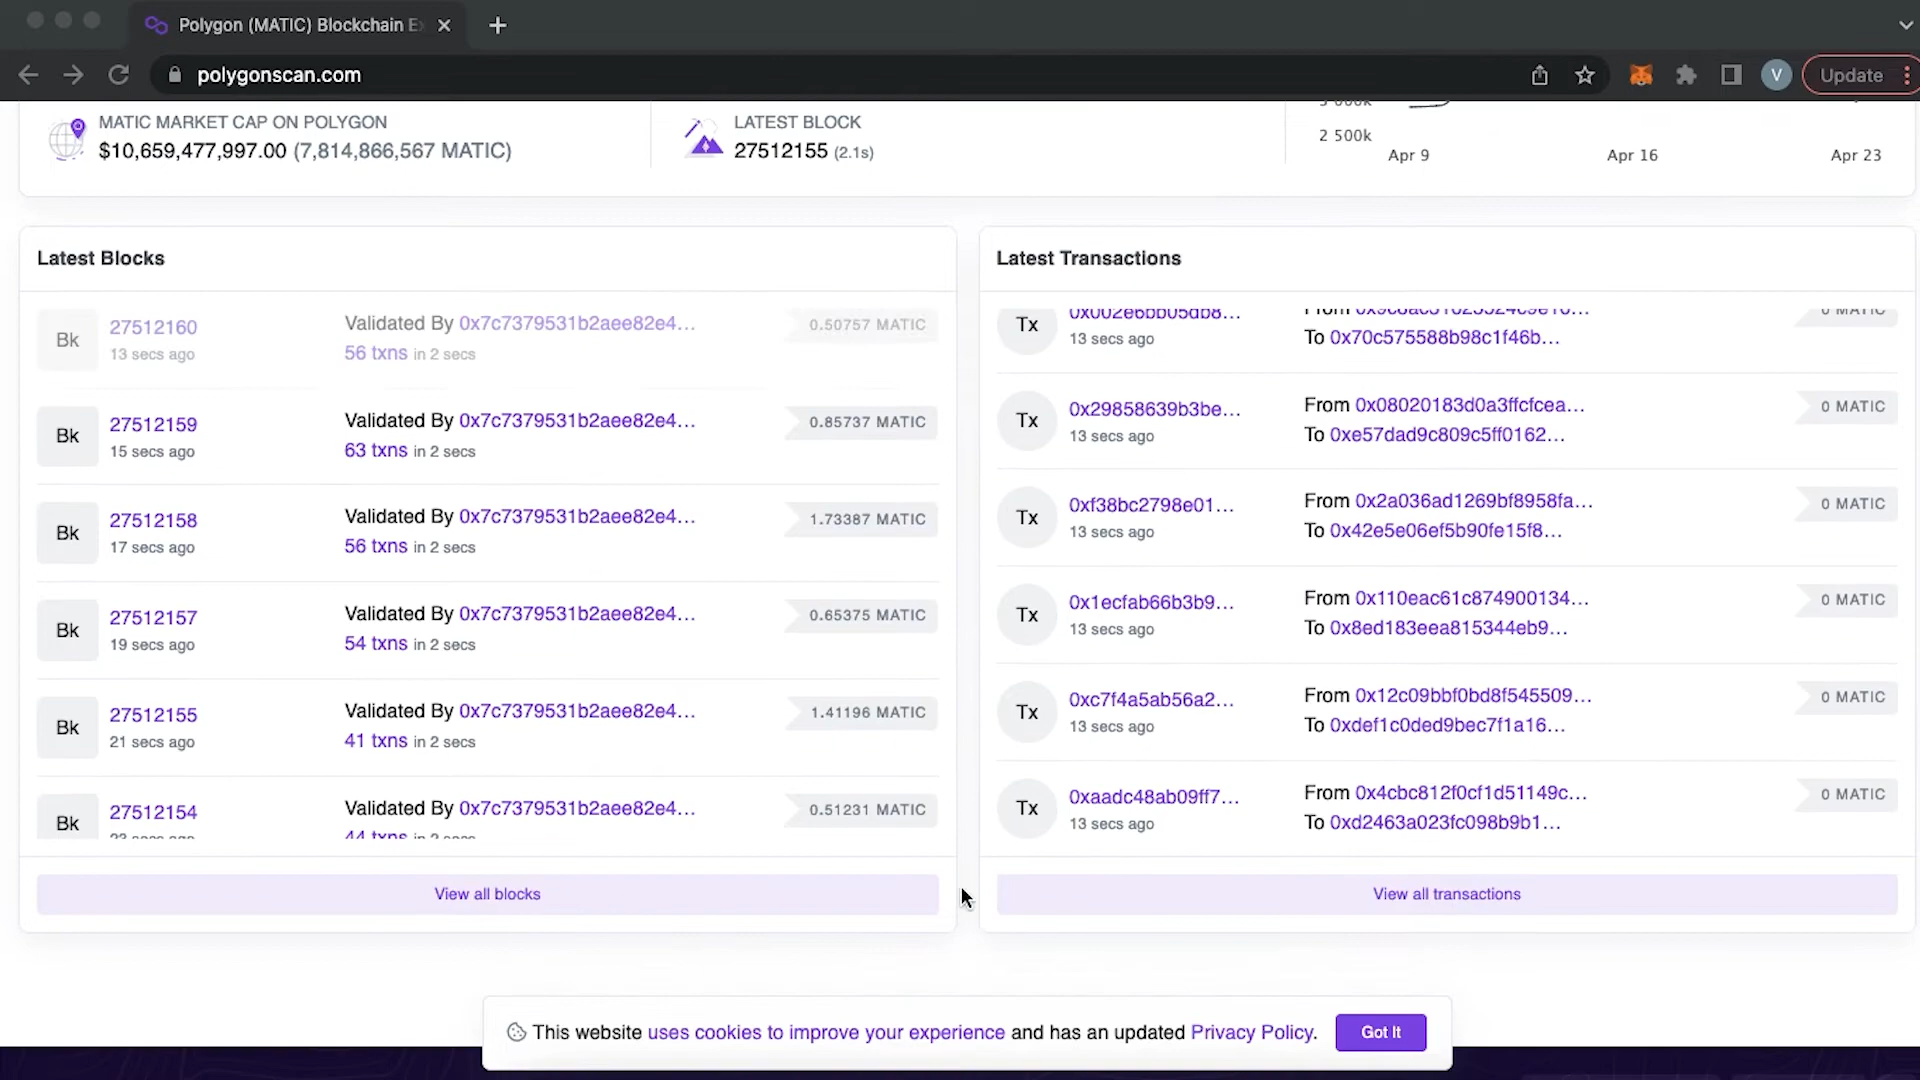 Polygon (MATIC) Blockchain E
polygonscan.com
V
Update
MATIC MARKET CAP ON POLYGON
$10,659,477,997.00 (7,814,866,567 MATIC)
LATEST BLOCK
27512155 (2.1s)
2 500k
Apr 9
Apr 16
Apr 23
Latest Blocks
Bk
27512160
13 secs ago
Validated By 0x7c7379531b2aee82e4...
56 txns in 2 secs
0.50757 MATIC
Bk
27512159
15 secs ago
Validated By 0x7c7379531b2aee82e4...
63 txns in 2 secs
0.85737 MATIC
Bk
27512158
17 secs ago
Validated By 0x7c7379531b2aee82e4...
56 txns in 2 secs
1.73387 MATIC
Bk
27512157
19 secs ago
Validated By 0x7c7379531b2aee82e4...
54 txns in 2 secs
0.65375 MATIC
Bk
27512155
21 secs ago
Validated By 0x7c7379531b2aee82e4...
41 txns in 2 secs
1.41196 MATIC
Bk
27512154
23 secs ago
Validated By 0x7c7379531b2aee82e4...
44 txns in 2 secs
0.51231 MATIC
View all blocks
Latest Transactions
Tx
0x002e6bb05db8...
13 secs ago
To 0x70c575588b98c1f46b...
0 MATIC
Tx
0x29858639b3be...
13 secs ago
From 0x08020183d0a3ffcfcea...
To 0xe57dad9c809c5ff0162...
0 MATIC
Tx
0xf38bc2798e01...
13 secs ago
From 0x2a036ad1269bf8958fa...
To 0x42e5e06ef5b90fe15f8...
0 MATIC
Tx
0x1ecfab66b3b9...
13 secs ago
From 0x110eac61c874900134...
To 0x8ed183eea815344eb9...
0 MATIC
Tx
0xc7f4a5ab56a2...
13 secs ago
From 0x12c09bbf0bd8f545509...
To 0xdef1c0ded9bec7f1a16...
0 MATIC
Tx
0xaadc48ab09ff7...
13 secs ago
From 0x4cbc812f0cf1d51149c...
To 0xd2463a023fc098b9b1...
0 MATIC
View all transactions
This website uses cookies to improve your experience and has an updated Privacy Policy.
Got It